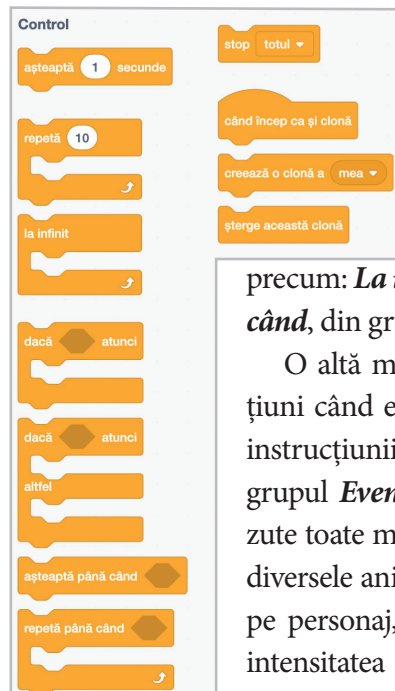 Control
așteaptă 1 secunde
repetă 10
la infinit
dacă atunci
dacă atunci
altfel
așteaptă până când
repetă până când
stop totul
când încep ca și clonă
creează o clonă a mea
șterge această clonă
precum: La
când, din gr
O altă m
țiuni când e
instrucțiunii
grupul Even
zute toate m
diversele ani
pe personaj,
intensitatea